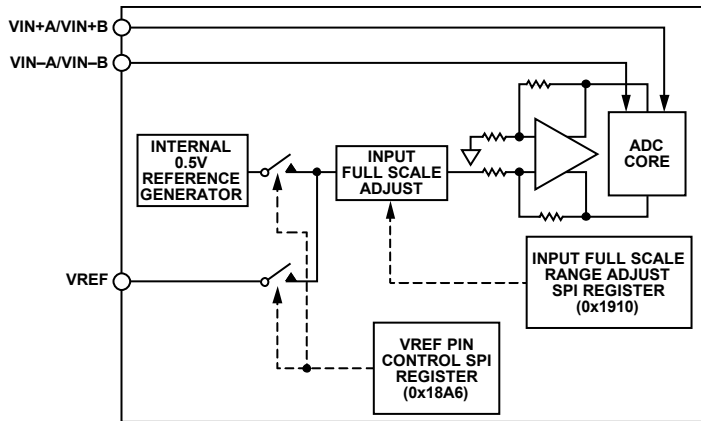 VIN+A/VIN+B
VIN–A/VIN–B
INTERNAL
0.5V
REFERENCE
GENERATOR
INPUT
FULL SCALE
ADJUST
ADC
CORE
VREF
INPUT FULL SCALE
RANGE ADJUST
SPI REGISTER
(0x1910)
VREF PIN
CONTROL SPI
REGISTER
(0x18A6)